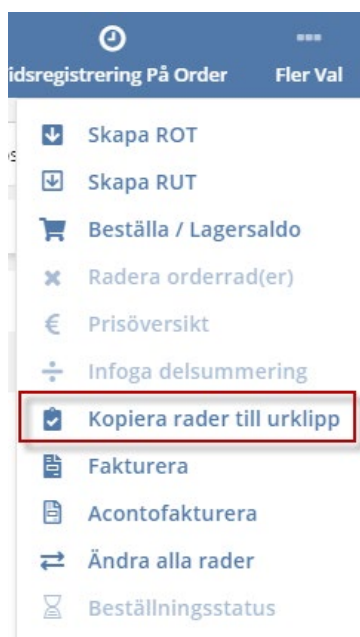 idsregistrering På Order
Fler Val
Skapa ROT
Skapa RUT
Beställa / Lagersaldo
Radera orderrad(er)
Prisöversikt
Infoga delsummering
Kopiera rader till urklipp
Fakturera
Acontofakturera
Ändra alla rader
Beställningsstatus